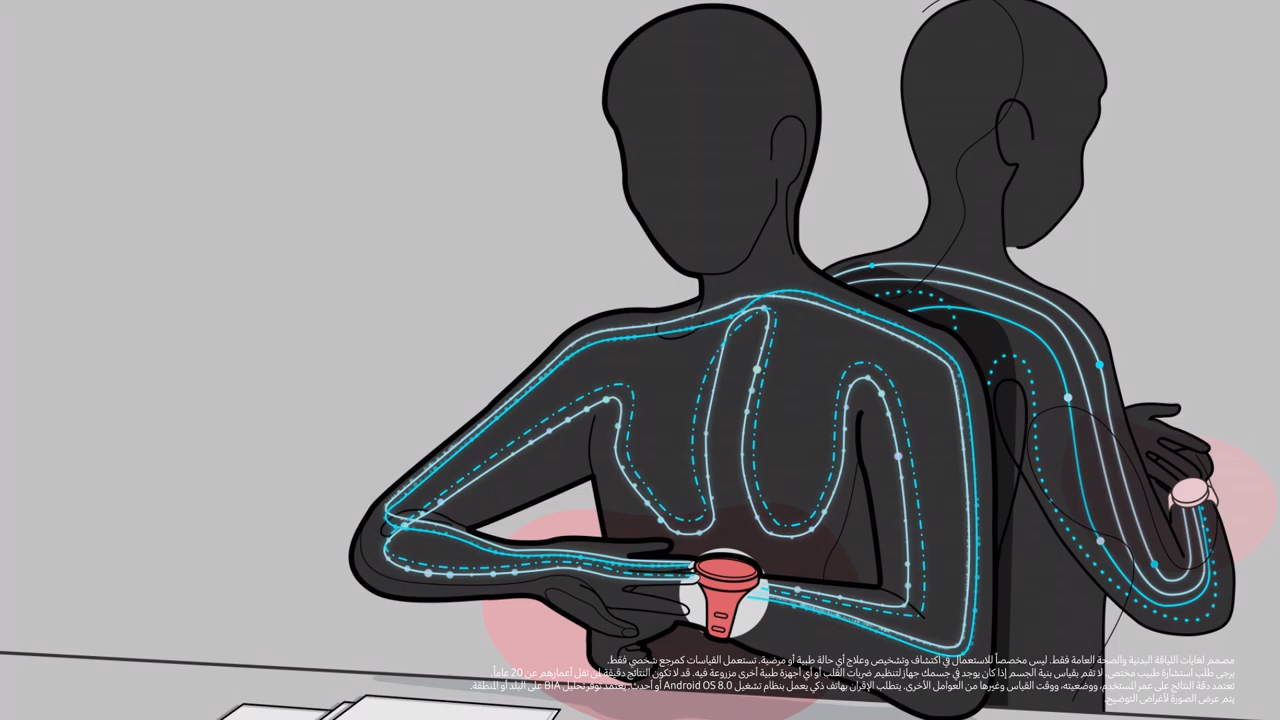 مصمم لغايات اللياقة البدنية والصحة العامة فقط. ليس مخصصاً للاستعمال في اكتشاف وتشخيص وعلاج أي حالة طبية أو مرضية. تستعمل القياسات كمرجع شخصي فقط.
يرجى طلب استشارة طبيب مختص. لا تقم بقياس بنية الجسم إذا كان يوجد في جسمك جهاز لتنظيم ضربات القلب أو أي أجهزة طبية أخرى مزروعة فيه. قد لا تكون النتائج دقيقة لمن تقل أعمارهم عن 20 عاماً.
تعتمد دقة النتائج على عمر المستخدم، ووضعيته، ووقت القياس وغيرها من العوامل الأخرى. يتطلب الإقران بهاتف ذكي يعمل بنظام تشغيل Android OS 8.0 أو أحدث. يعتمد توفر تحليل BIA على البلد أو المنطقة.
يتم عرض الصورة لأغراض التوضيح.